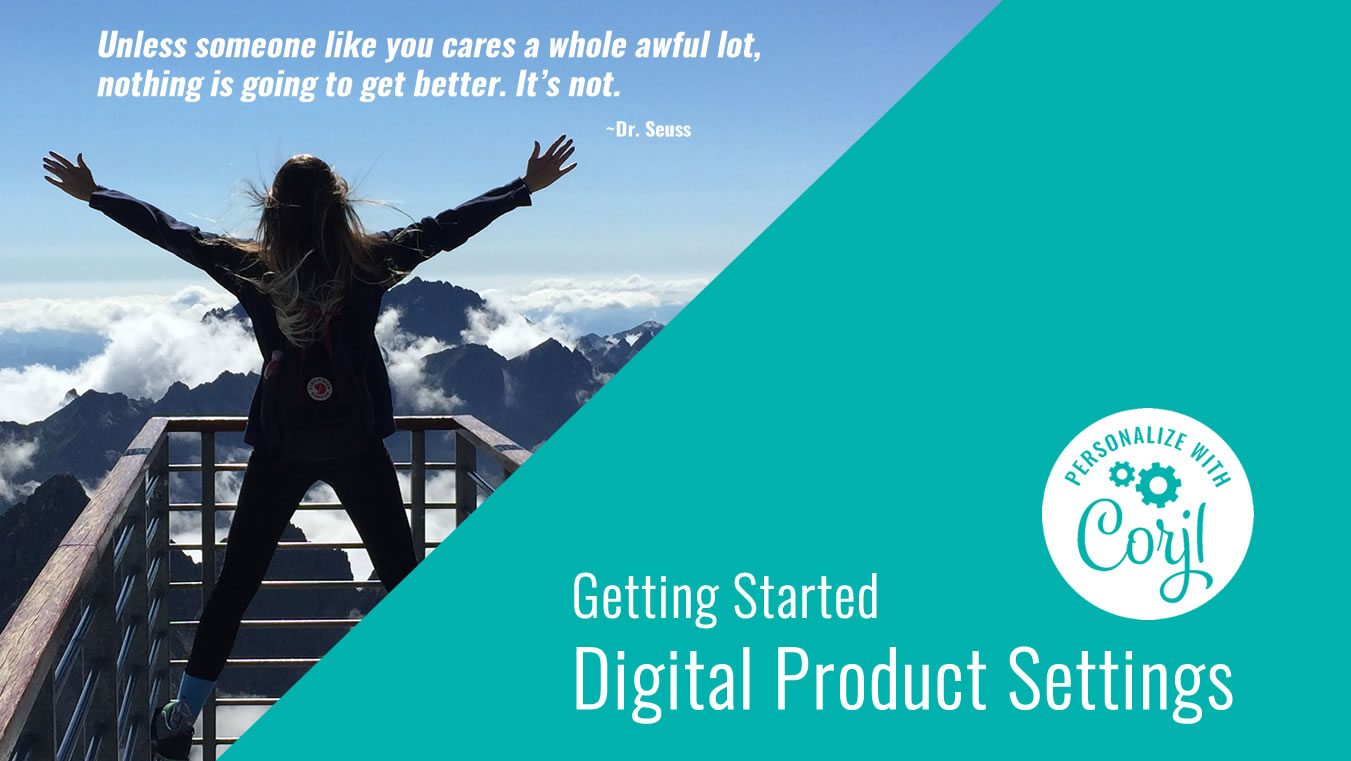 Unless someone like you cares a whole awful lot,
nothing is going to get better. It's not.
~Dr. Seuss
PERSONALIZE WITH
Corjl
Getting Started
Digital Product Settings